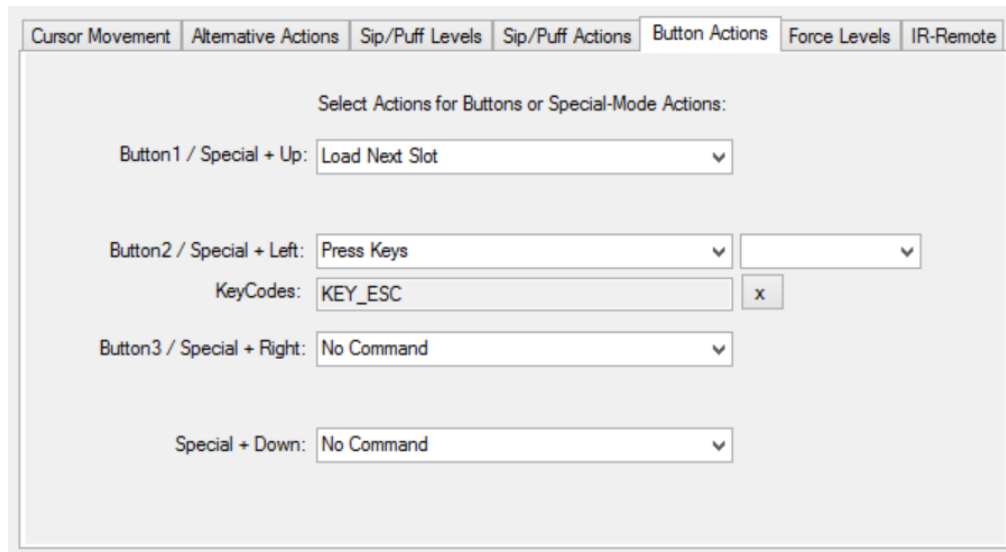 Cursor Movement Alternative Actions Sip/Puff Levels Sip/Puff Actions Button Actions Force Levels IR-Remote
Select Actions for Buttons or Special-Mode Actions:
Button1 / Special + Up: Load Next Slot
Button2 / Special + Left: Press Keys
KeyCodes: KEY_ESC x
Button3 / Special + Right: No Command
Special + Down: No Command